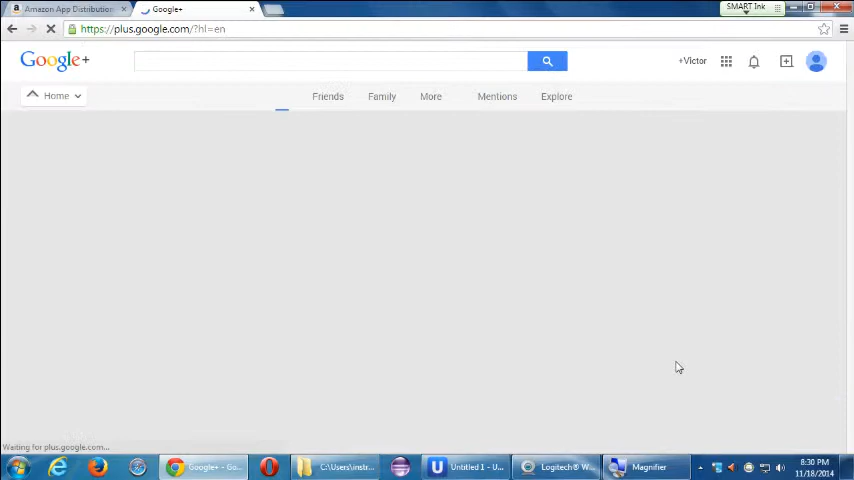 Amazon App Distribution
Google+
SMART Ink
https://plus.google.com/?hl=en
Google+
+Victor
Home
Friends
Family
More
Mentions
Explore
Waiting for plus.google.com...
Google+ - Go...
C:\Users\instr...
U
Untitled 1 - U...
Logitech® W...
Magnifier
8:30 PM
11/18/2014